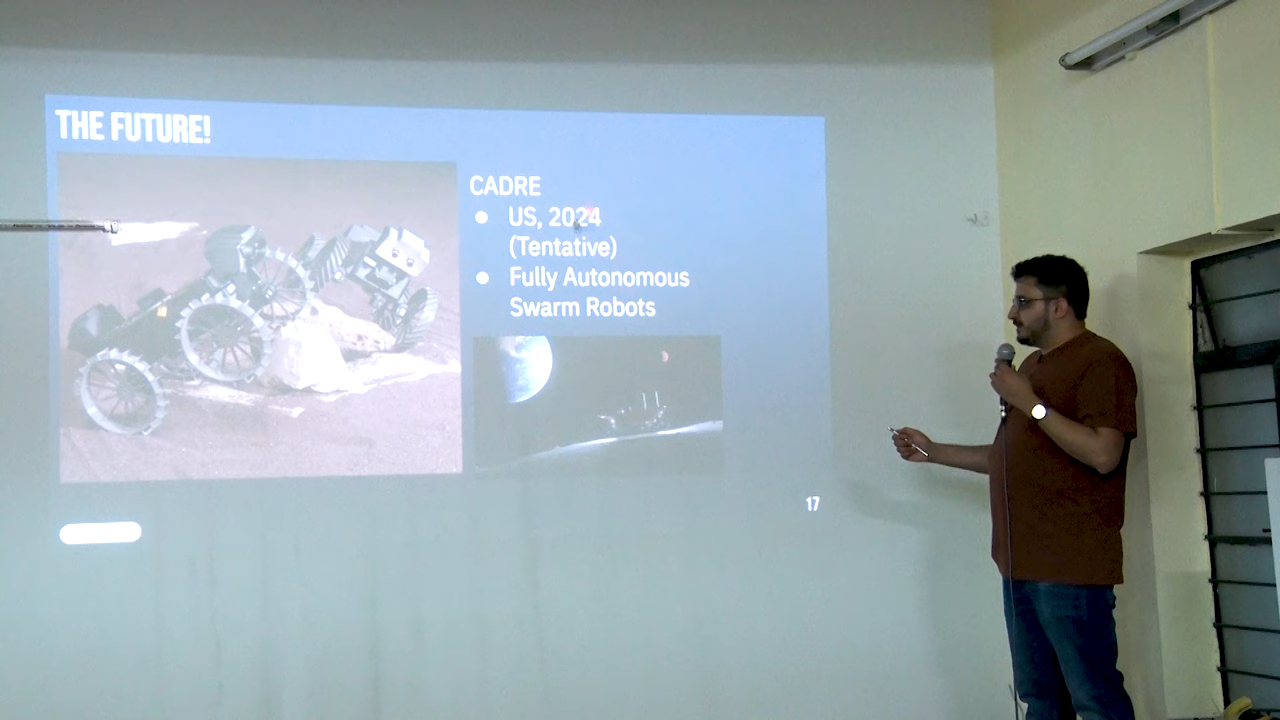 THE FUTURE!
CADRE
● US, 2024
(Tentative)
● Fully Autonomous
Swarm Robots
17